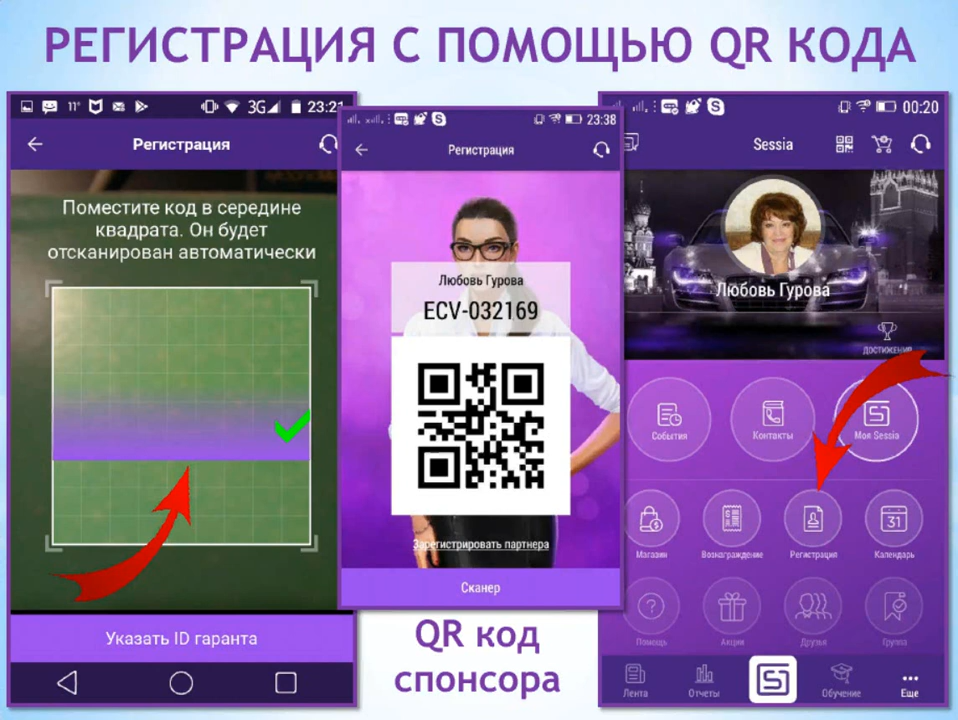 РЕГИСТРАЦИЯ С ПОМОЩЬЮ QR КОДА
11°
3G
23:21
Регистрация
Поместите код в середине
квадрата. Он будет
отсканирован автоматически
Указать ID гаранта
23:38
Регистрация
Любовь Гурова
ECV-032169
Зарегистрировать партнера
Сканер
QR код
спонсора
00:20
Sessia
Любовь Гурова
ДОСТИЖЕНИЯ
События
Контакты
Моя Sessia
Магазин
Вознаграждение
Регистрация
31
Календарь
Помощь
Акции
Друзья
Группа
Лента
Отчеты
Обучение
Еще